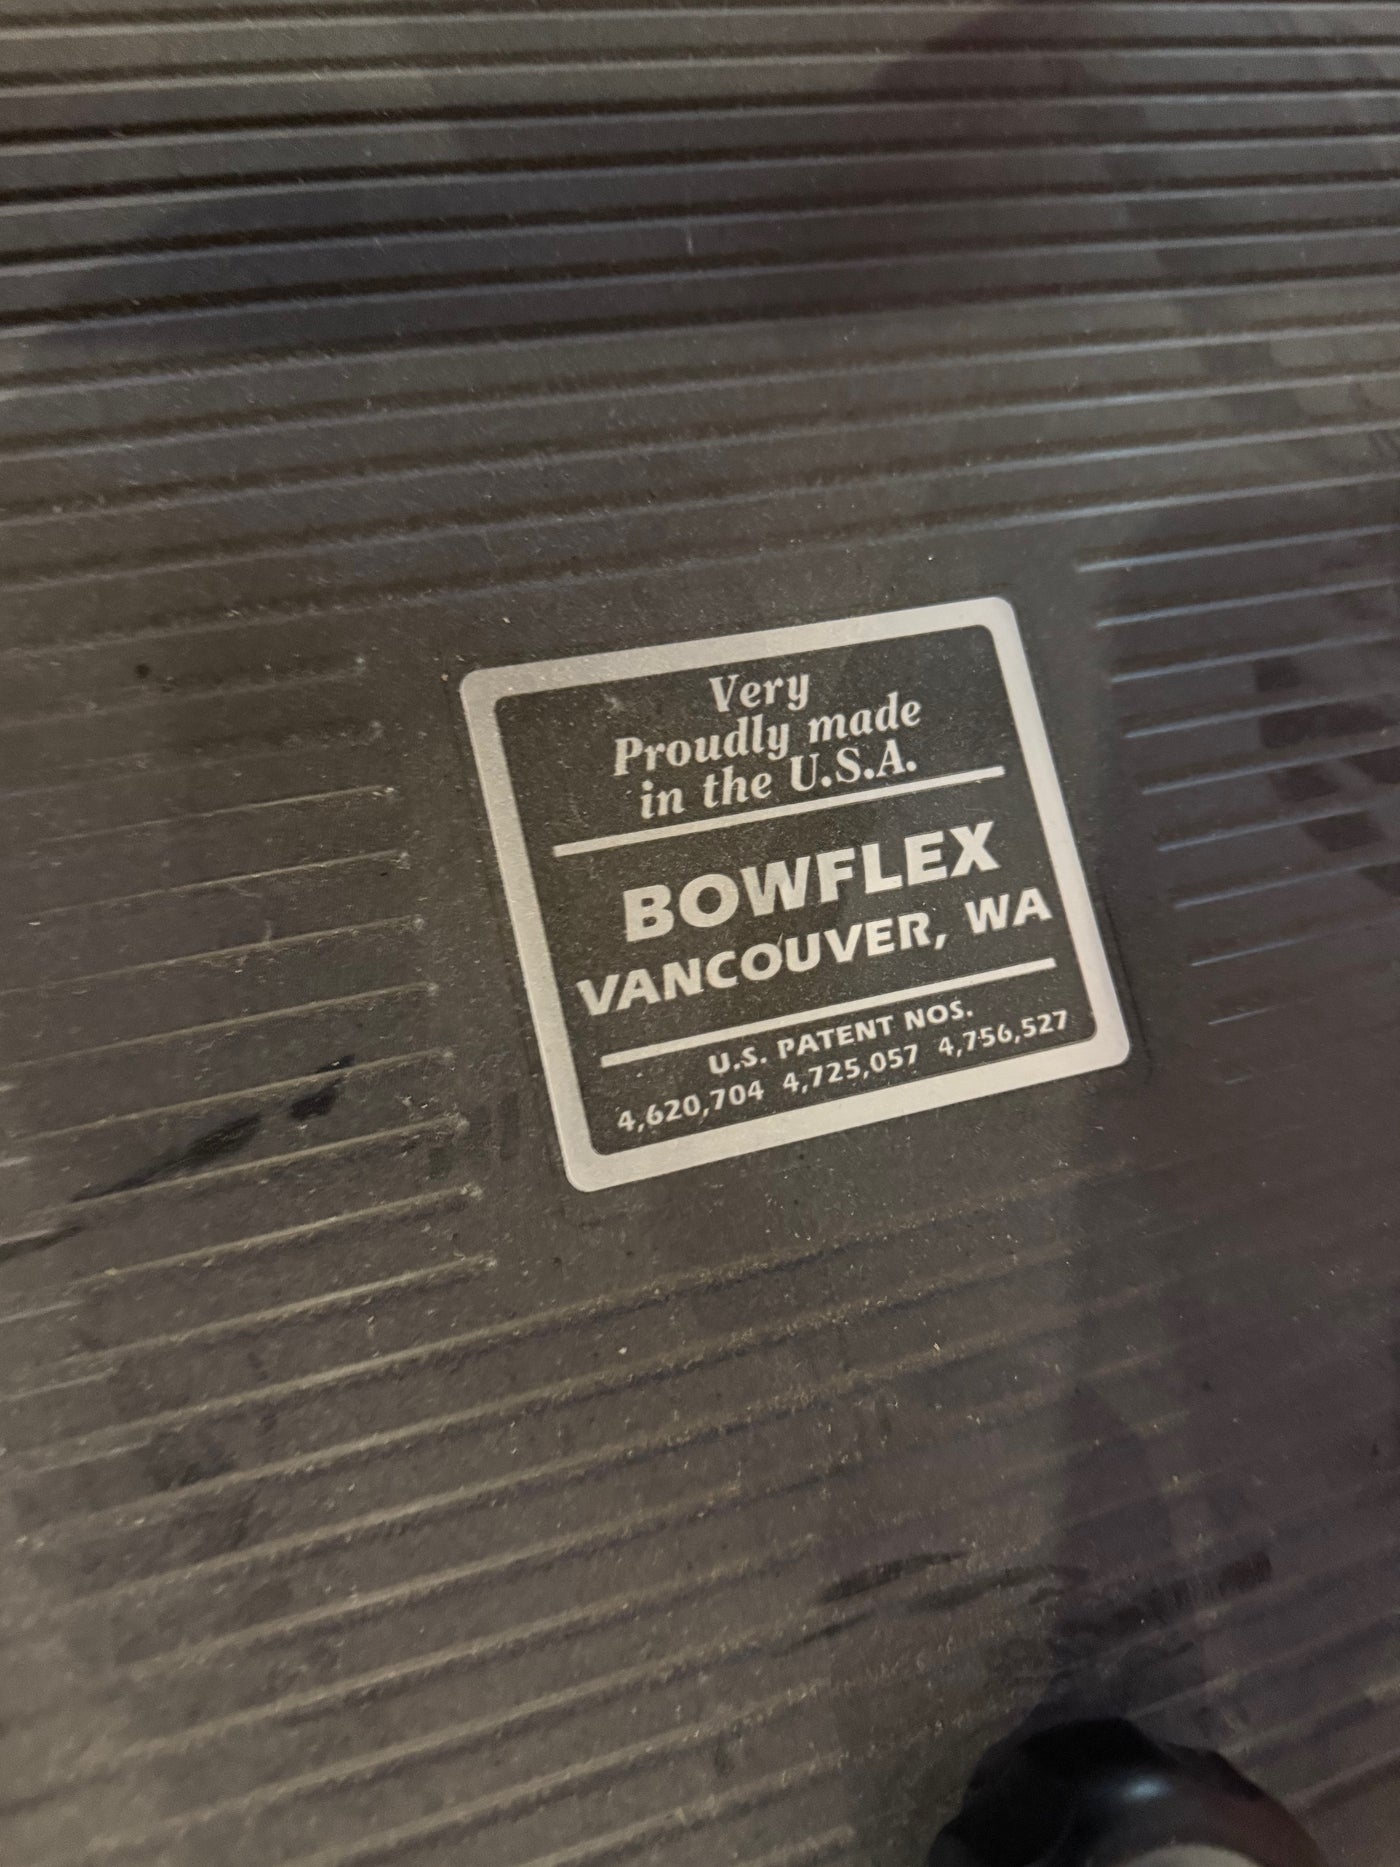 Very
Proudly made
in the U.S.A.
BOWFLEX
VANCOUVER, WA
U.S. PATENT NOS.
4,620,704 4,725,057 4,756,527